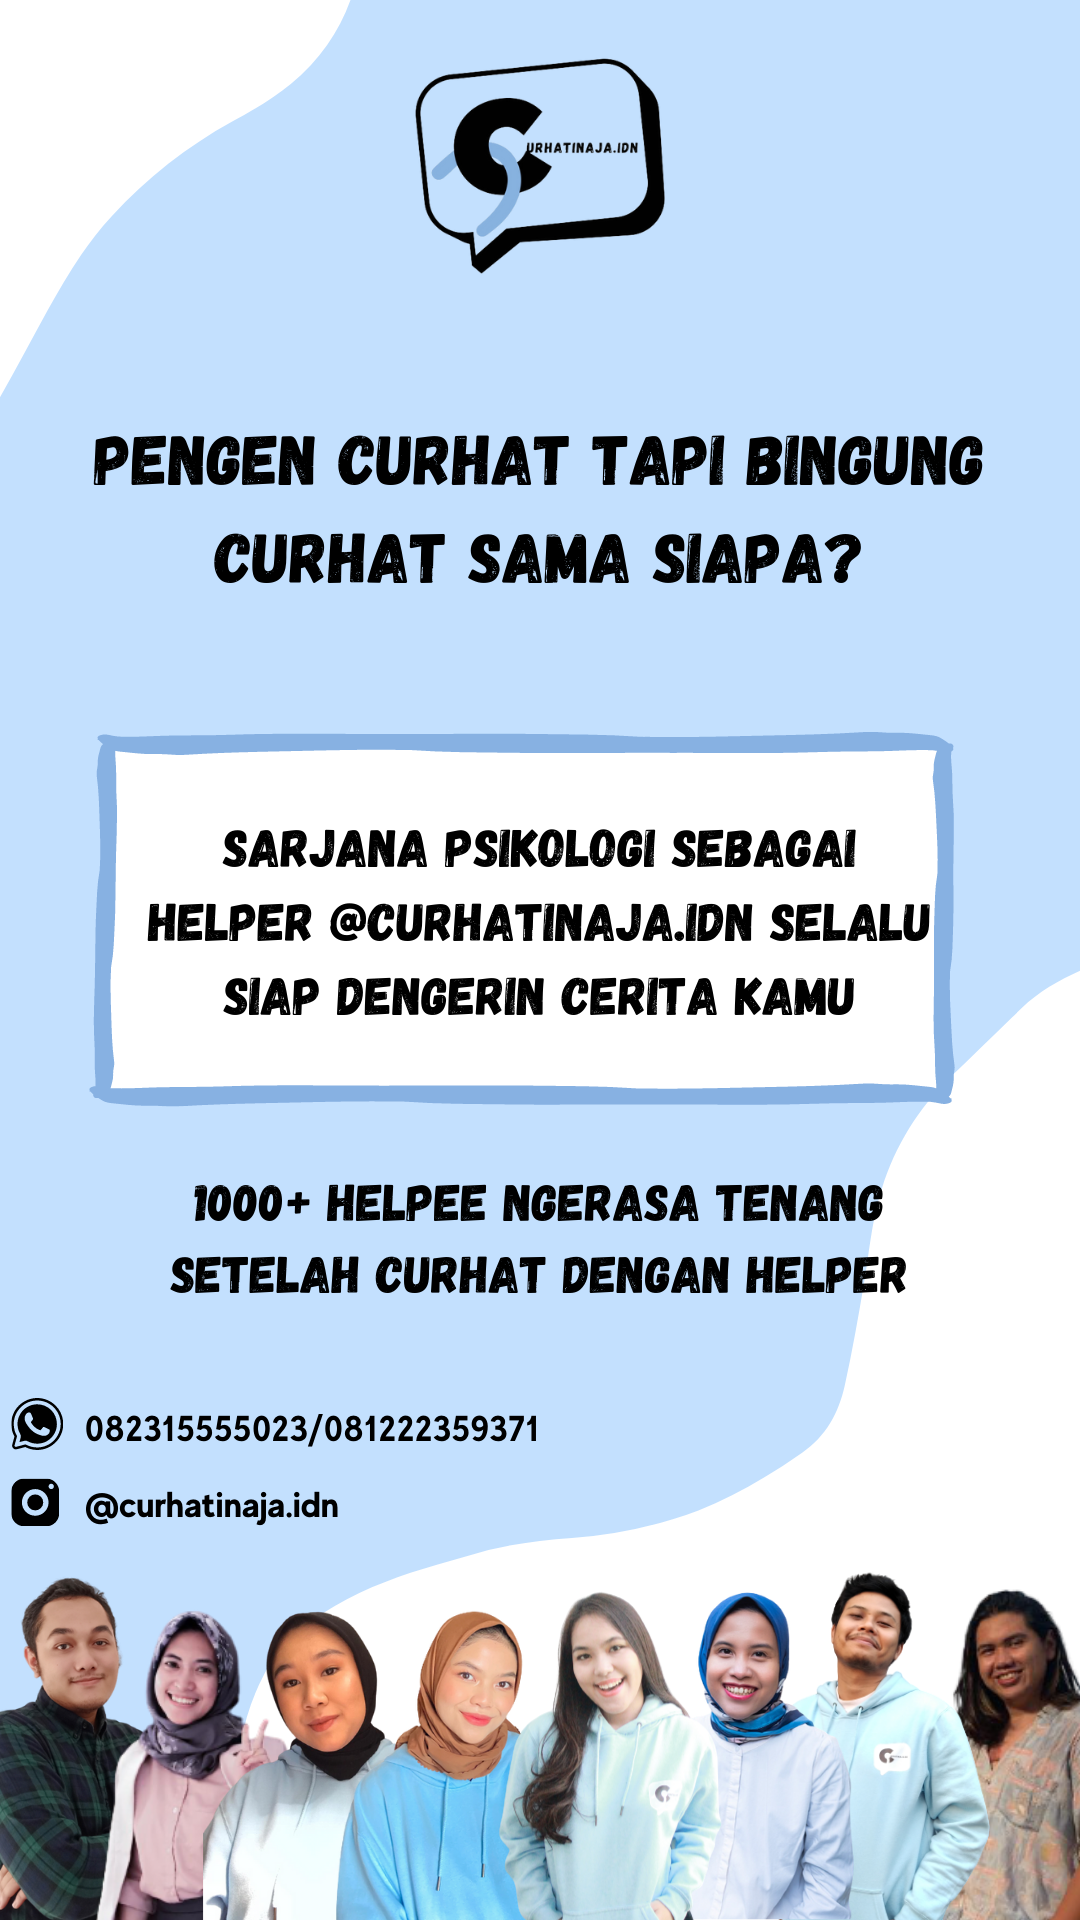 CURHATINAJA.IDN
PENGEN CURHAT TAPI BINGUNG
CURHAT SAMA SIAPA?
SARJANA PSIKOLOGI SEBAGAI
HELPER @CURHATINAJA.IDN SELALU
SIAP DENGERIN CERITA KAMU
1000+ HELPEE NGERASA TENANG
SETELAH CURHAT DENGAN HELPER
082315555023/081222359371
@curhatinaja.idn